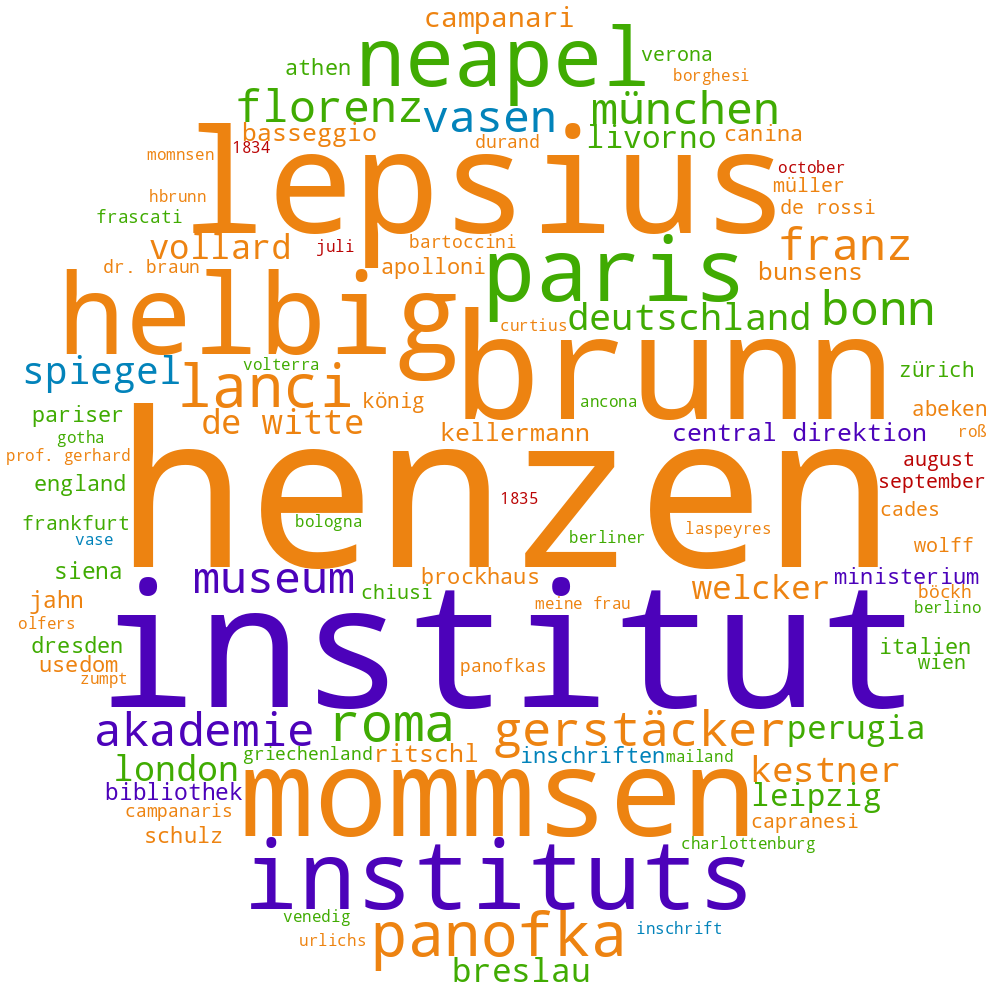 campanari
neapel
verona
athen
borghesi
florenz
vasen
münchen
basseggio
durand
livorno
canina
1834
lepsius
momnsen
october
müller
hbrunn
de rossi
frascati
vollard
juli
bartoccini
franz
dr. braun
apolloni
paris
bunsens
helbig
curtius
deutschland
bonn
spiegel
volterra
brunn
zürich
lanci
könig
ancona
pariser
de witte
abeken
gotha
kellermann
central direktion
roß
prof. gerhard
august
england
henzen
1835
september
frankfurt
bologna
laspeyres
cades
vase
berliner
wolff
siena
museum
chiusi
brockhaus
welcker
ministerium
jahn
meine frau
böckh
olfers
institut
berlino
dresden
italien
usedom
panofkas
wien
zumpt
akademie
roma
gerstäcker
perugia
london
griechenland
ritschl
inschriften
mailand
kestner
bibliothek
mommsen
leipzig
campanaris
capranesi
schulz
charlottenburg
instituts
venedig
panofka
inschrift
urlichs
breslau